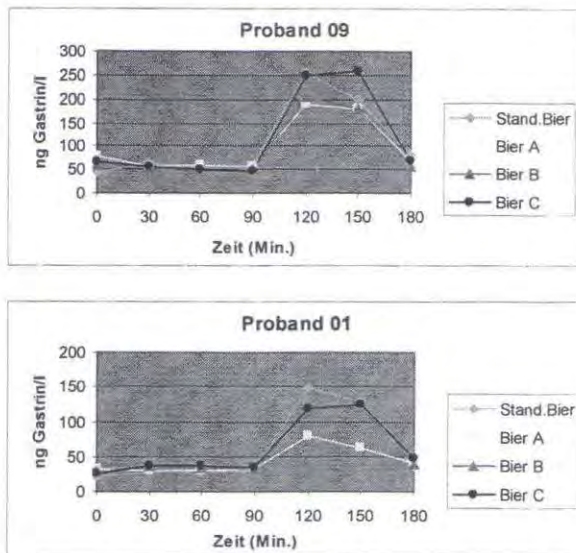 Proband 09
ng Gastrin/l
300
250
200
150
100
50
0
0 30 60 90 120 150 180
Zeit (Min.)
Stand.Bier
Bier A
Bier B
Bier C
Proband 01
ng Gastrin/l
200
150
100
50
0
0 30 60 90 120 150 180
Zeit (Min.)
Stand.Bier
Bier A
Bier B
Bier C